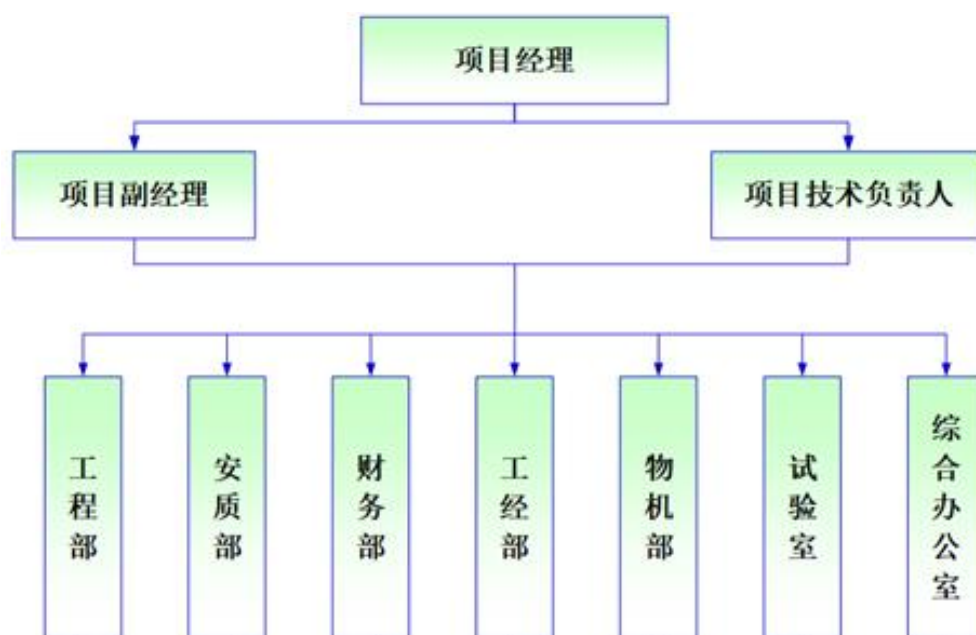 项目经理
项目副经理
项目技术负责人
工程部
安质部
财务部
工经部
物机部
试验室
综合办公室